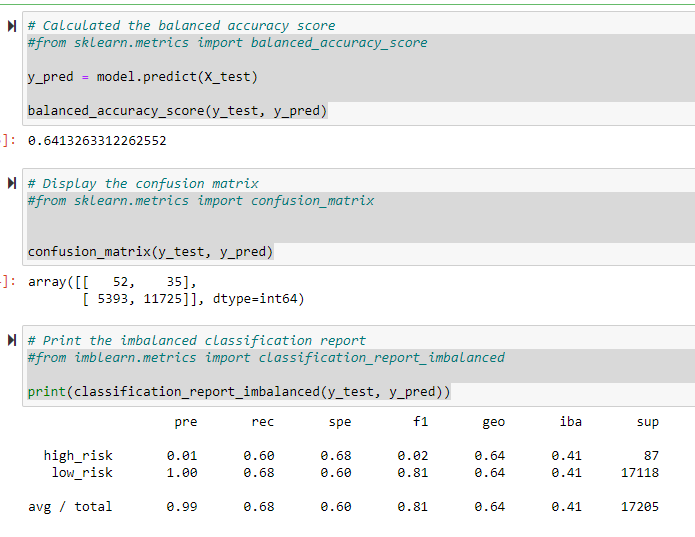 # Calculated the balanced accuracy score
#from sklearn.metrics import balanced_accuracy_score
y_pred = model.predict(X_test)
balanced_accuracy_score(y_test, y_pred)
]: 0.6413263312262552
# Display the confusion matrix
#from sklearn.metrics import confusion_matrix
confusion_matrix(y_test, y_pred)
]: array([[   52,    35],
       [ 5393, 11725]], dtype=int64)
# Print the imbalanced classification report
#from imblearn.metrics import classification_report_imbalanced
print(classification_report_imbalanced(y_test, y_pred))
pre rec spe f1 geo iba sup
high_risk 0.01 0.60 0.68 0.02 0.64 0.41 87
low_risk 1.00 0.68 0.60 0.81 0.64 0.41 17118
avg / total 0.99 0.68 0.60 0.81 0.64 0.41 17205